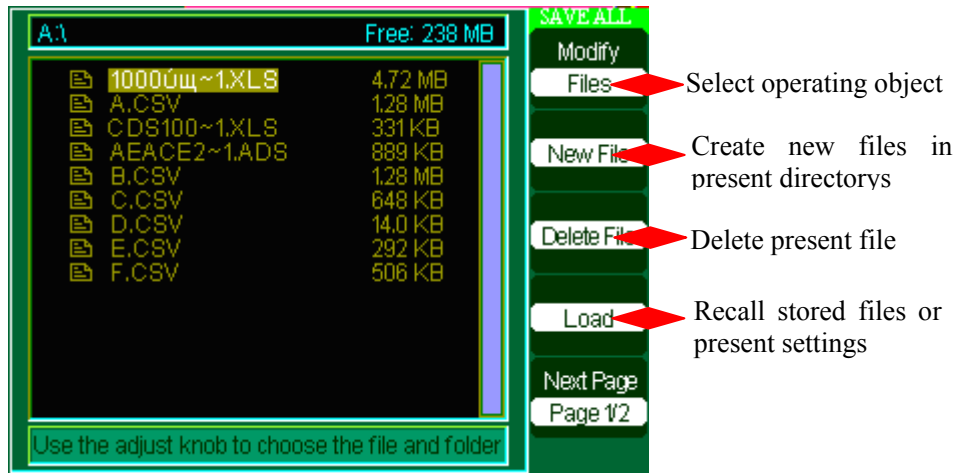 A:\ Free: 238 MB
1000úщ~1.XLS 4.72 MB
A.CSV 1.28 MB
CDS100~1.XLS 331 KB
AEACE2~1.ADS 889 KB
B.CSV 1.28 MB
C.CSV 648 KB
D.CSV 14.0 KB
E.CSV 292 KB
F.CSV 506 KB
Use the adjust knob to choose the file and folder
SAVE ALL
Modify
Files
New File
Delete File
Load
Next Page
Page 1/2
Select operating object
Create new files in
present directorys
Delete present file
Recall stored files or
present settings